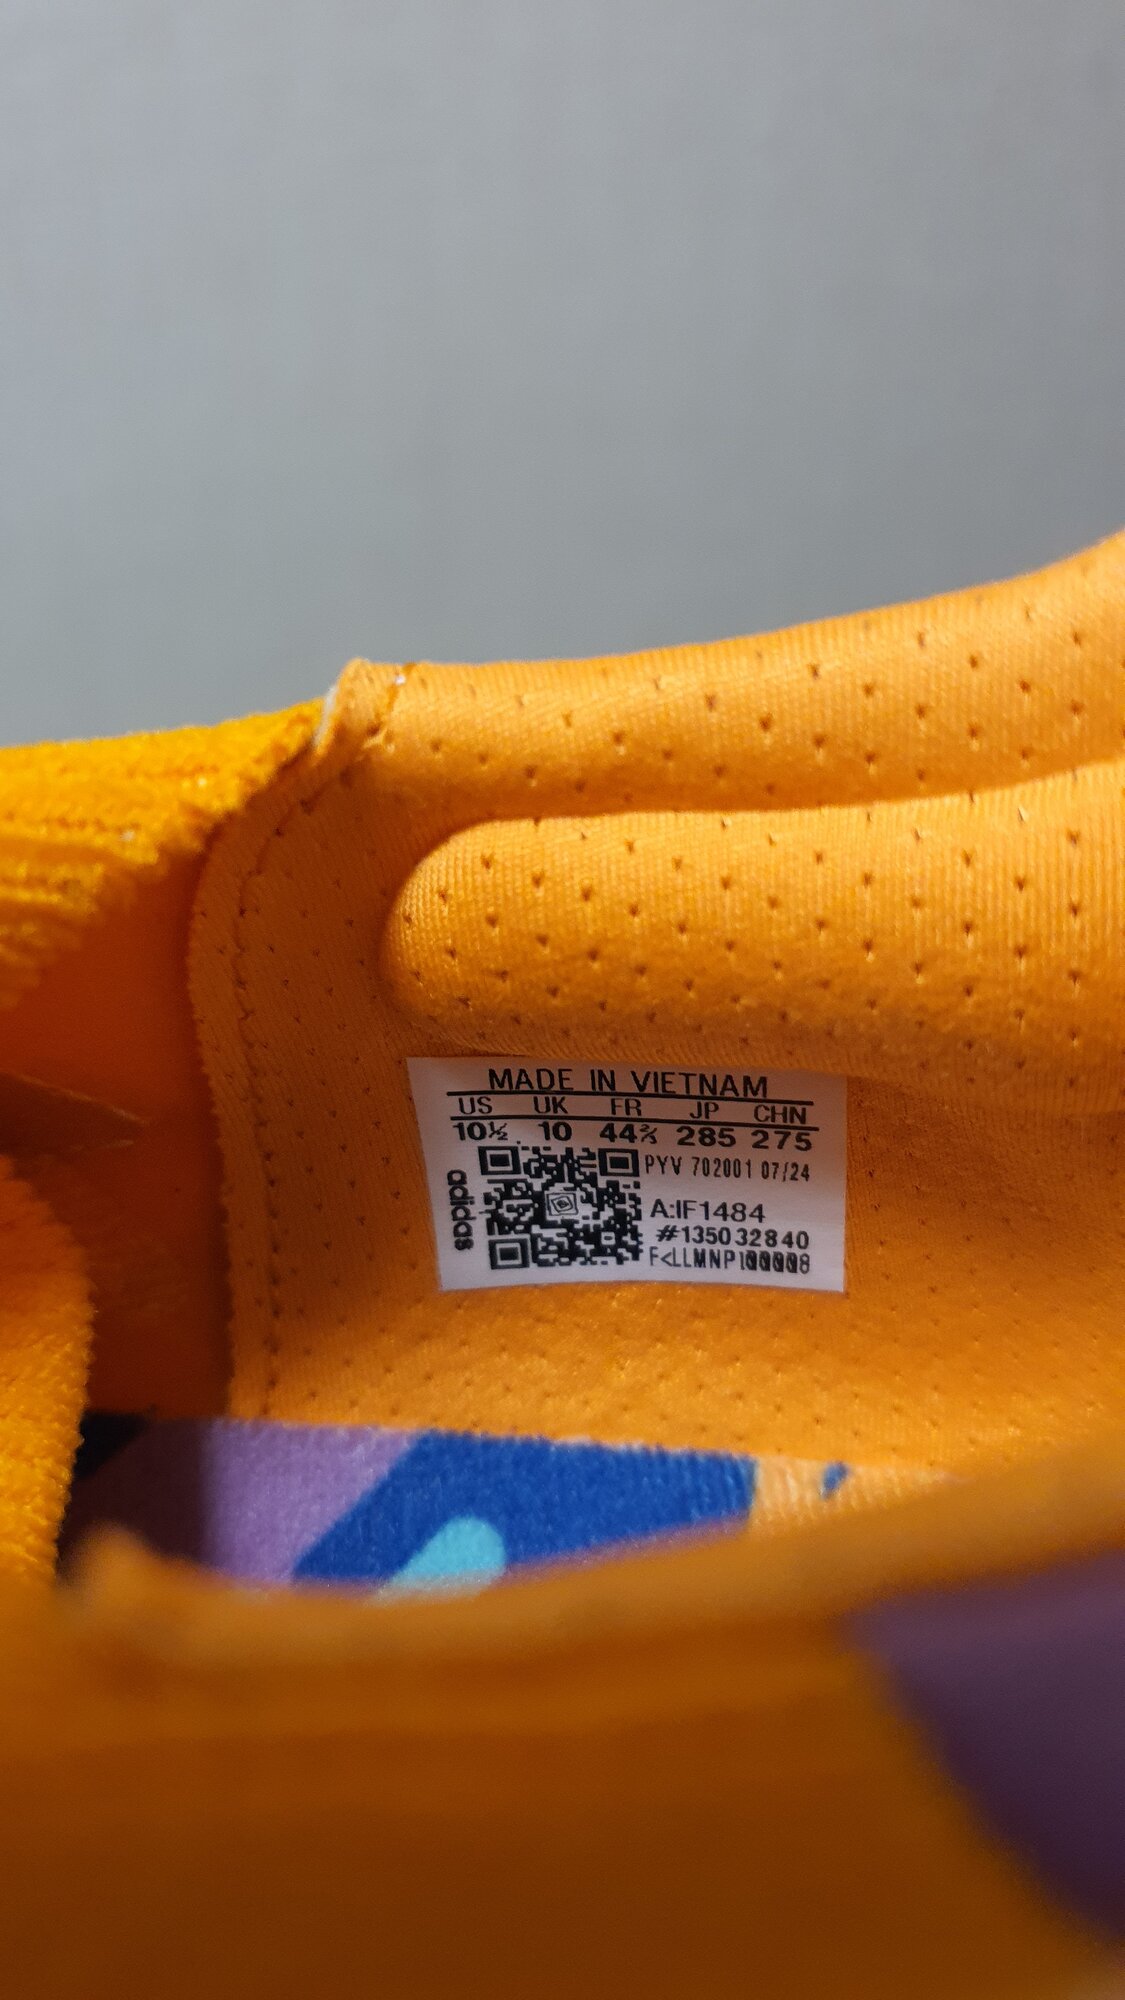 MADE IN VIETNAM
US UK FR JP CHN
10½ 10 44⅔ 285 275
PYV 702001 07/24
A:IF1484
#135032840
adidas